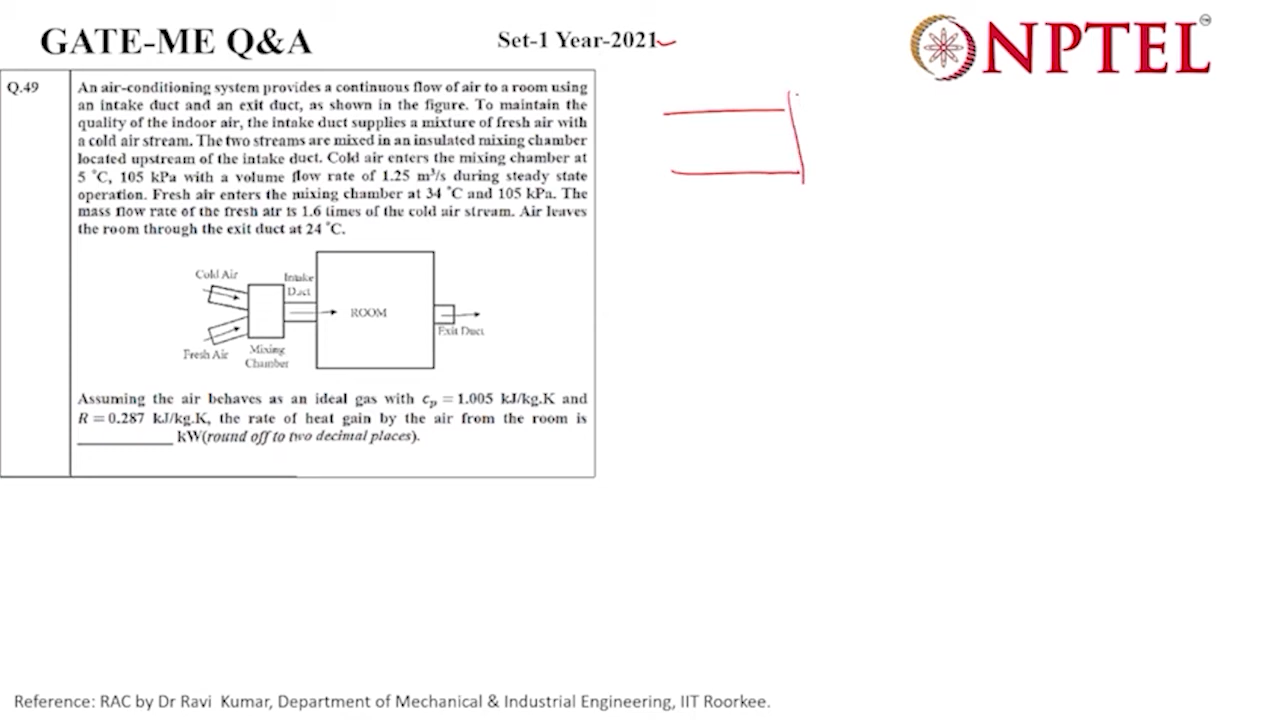 GATE-ME Q&A
Set-1 Year-2021
NPTEL
Q.49
An air-conditioning system provides a continuous flow of air to a room using
an intake duct and an exit duct, as shown in the figure. To maintain the
quality of the indoor air, the intake duct supplies a mixture of fresh air with
a cold air stream. The two streams are mixed in an insulated mixing chamber
located upstream of the intake duct. Cold air enters the mixing chamber at
5 °C, 105 kPa with a volume flow rate of 1.25 m³/s during steady state
operation. Fresh air enters the mixing chamber at 34 °C and 105 kPa. The
mass flow rate of the fresh air is 1.6 times of the cold air stream. Air leaves
the room through the exit duct at 24 °C.
Cold Air
Intake
Duct
ROOM
Exit Duct
Fresh Air
Mixing
Chamber
Assuming the air behaves as an ideal gas with cp = 1.005 kJ/kg.K and
R = 0.287 kJ/kg.K, the rate of heat gain by the air from the room is
__________ kW(round off to two decimal places).
Reference: RAC by Dr Ravi Kumar, Department of Mechanical & Industrial Engineering, IIT Roorkee.